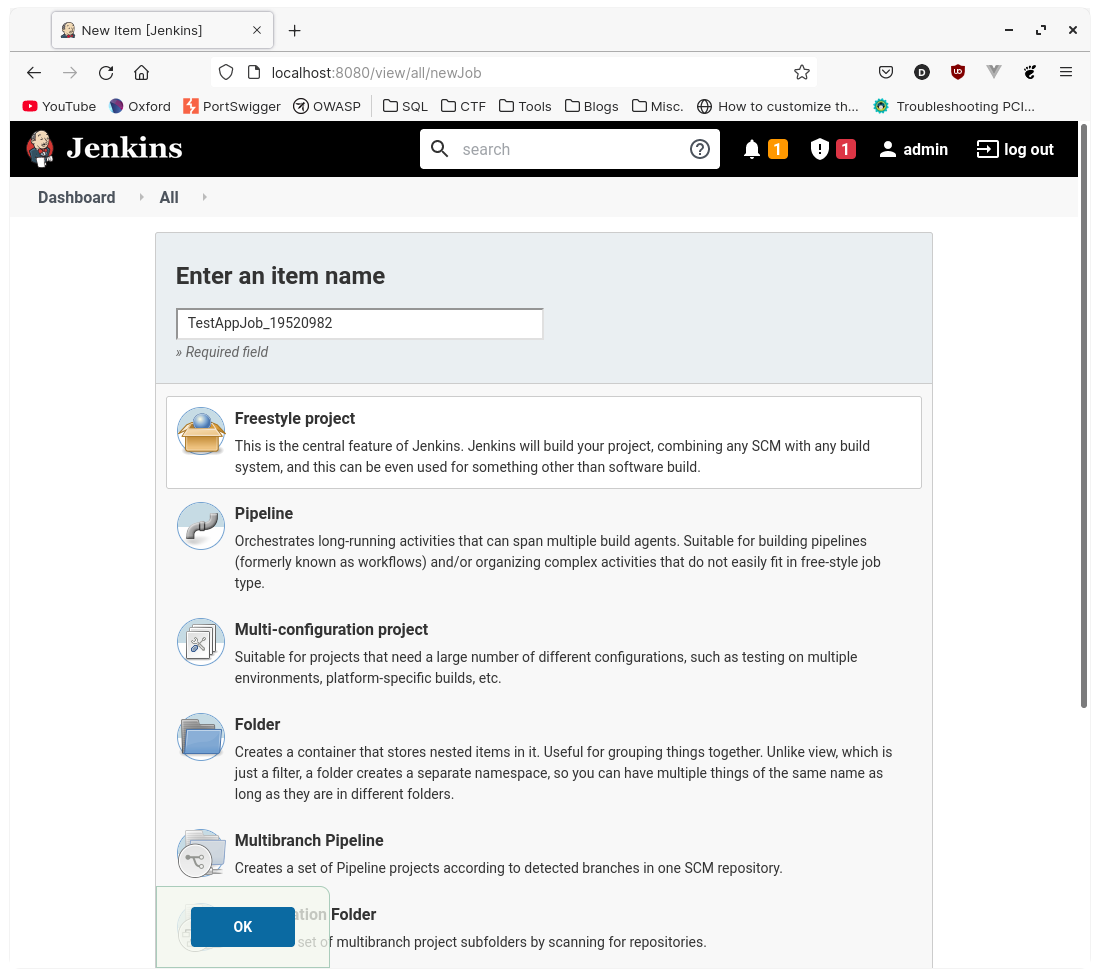 New Item [Jenkins]
localhost:8080/view/all/newJob
YouTube Oxford PortSwigger OWASP SQL CTF Tools Blogs Misc. How to customize th... Troubleshooting PCI...
Jenkins search 1 1 admin log out
Dashboard All
Enter an item name
TestAppJob_19520982
» Required field
Freestyle project
This is the central feature of Jenkins. Jenkins will build your project, combining any SCM with any build
system, and this can be even used for something other than software build.
Pipeline
Orchestrates long-running activities that can span multiple build agents. Suitable for building pipelines
(formerly known as workflows) and/or organizing complex activities that do not easily fit in free-style job
type.
Multi-configuration project
Suitable for projects that need a large number of different configurations, such as testing on multiple
environments, platform-specific builds, etc.
Folder
Creates a container that stores nested items in it. Useful for grouping things together. Unlike view, which is
just a filter, a folder creates a separate namespace, so you can have multiple things of the same name as
long as they are in different folders.
Multibranch Pipeline
Creates a set of Pipeline projects according to detected branches in one SCM repository.
Folder
set of multibranch project subfolders by scanning for repositories.
OK